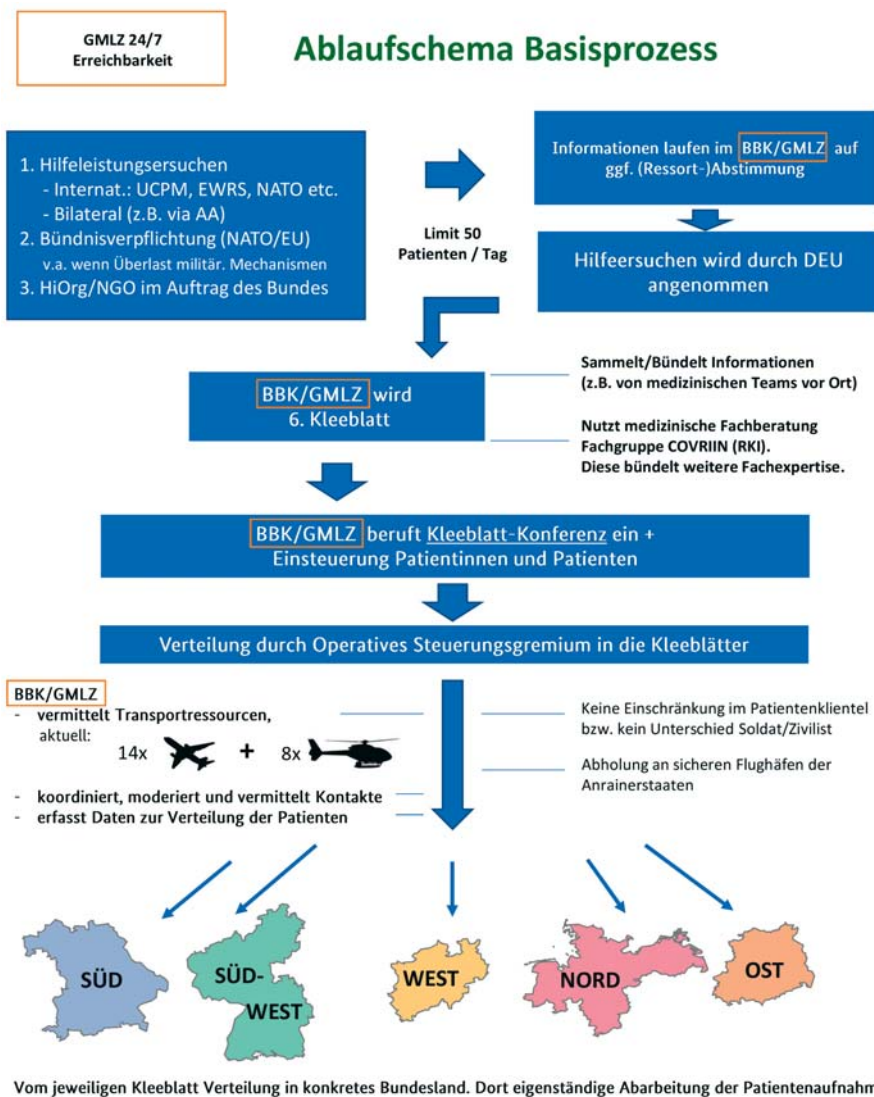 GMLZ 24/7
Erreichbarkeit
Ablaufschema Basisprozess
1. Hilfeleistungsersuchen
- Internat.: UCPM, EWRS, NATO etc.
- Bilateral (z.B. via AA)
2. Bündnisverpflichtung (NATO/EU)
v.a. wenn Überlast militär. Mechanismen
3. HiOrg/NGO im Auftrag des Bundes
Limit 50
Patienten / Tag
Informationen laufen im BBK/GMLZ auf
ggf. (Ressort-)Abstimmung
Hilfeersuchen wird durch DEU
angenommen
BBK/GMLZ wird
6. Kleeblatt
Sammelt/Bündelt Informationen
(z.B. von medizinischen Teams vor Ort)
Nutzt medizinische Fachberatung
Fachgruppe COVRIIN (RKI).
Diese bündelt weitere Fachexpertise.
BBK/GMLZ beruft Kleeblatt-Konferenz ein +
Einsteuerung Patientinnen und Patienten
Verteilung durch Operatives Steuerungsgremium in die Kleeblätter
BBK/GMLZ
- vermittelt Transportressourcen,
aktuell:
14x + 8x
- koordiniert, moderiert und vermittelt Kontakte
- erfasst Daten zur Verteilung der Patienten
Keine Einschränkung im Patientenklientel
bzw. kein Unterschied Soldat/Zivilist
Abholung an sicheren Flughäfen der
Anrainerstaaten
SÜD
SÜD-
WEST
WEST
NORD
OST
Vom jeweiligen Kleeblatt Verteilung in konkretes Bundesland. Dort eigenständige Abarbeitung der Patientenaufnahm